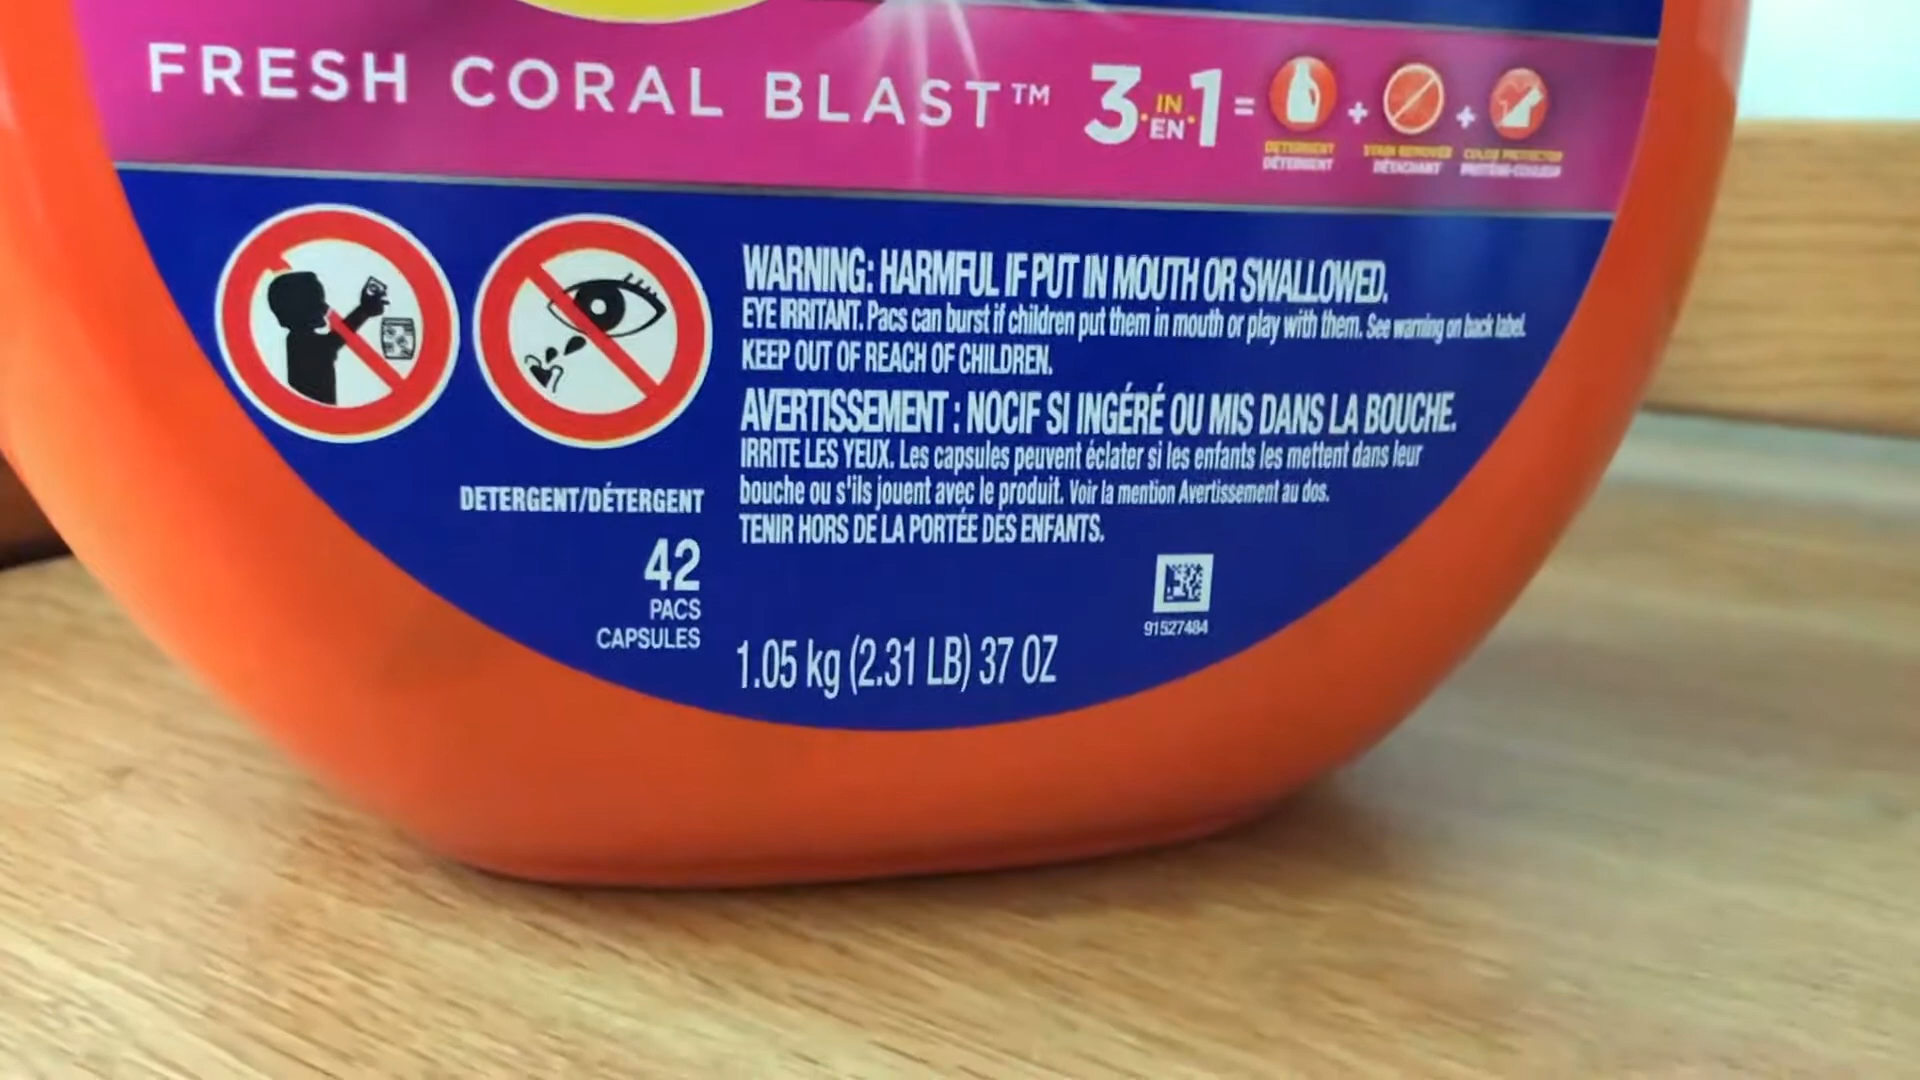 FRESH CORAL BLAST™ 3 IN EN 1 = + +
DETERGENT STAIN REMOVER COLOR PROTECTOR
DÉTERGENT DÉTACHANT PROTÈGE-COULEUR
WARNING: HARMFUL IF PUT IN MOUTH OR SWALLOWED.
EYE IRRITANT. Pacs can burst if children put them in mouth or play with them. See warning on back label.
KEEP OUT OF REACH OF CHILDREN.
AVERTISSEMENT : NOCIF SI INGÉRÉ OU MIS DANS LA BOUCHE.
IRRITE LES YEUX. Les capsules peuvent éclater si les enfants les mettent dans leur
bouche ou s'ils jouent avec le produit. Voir la mention Avertissement au dos.
TENIR HORS DE LA PORTÉE DES ENFANTS.
DETERGENT/DÉTERGENT
42
PACS
CAPSULES
1.05 kg (2.31 LB) 37 OZ
91527484